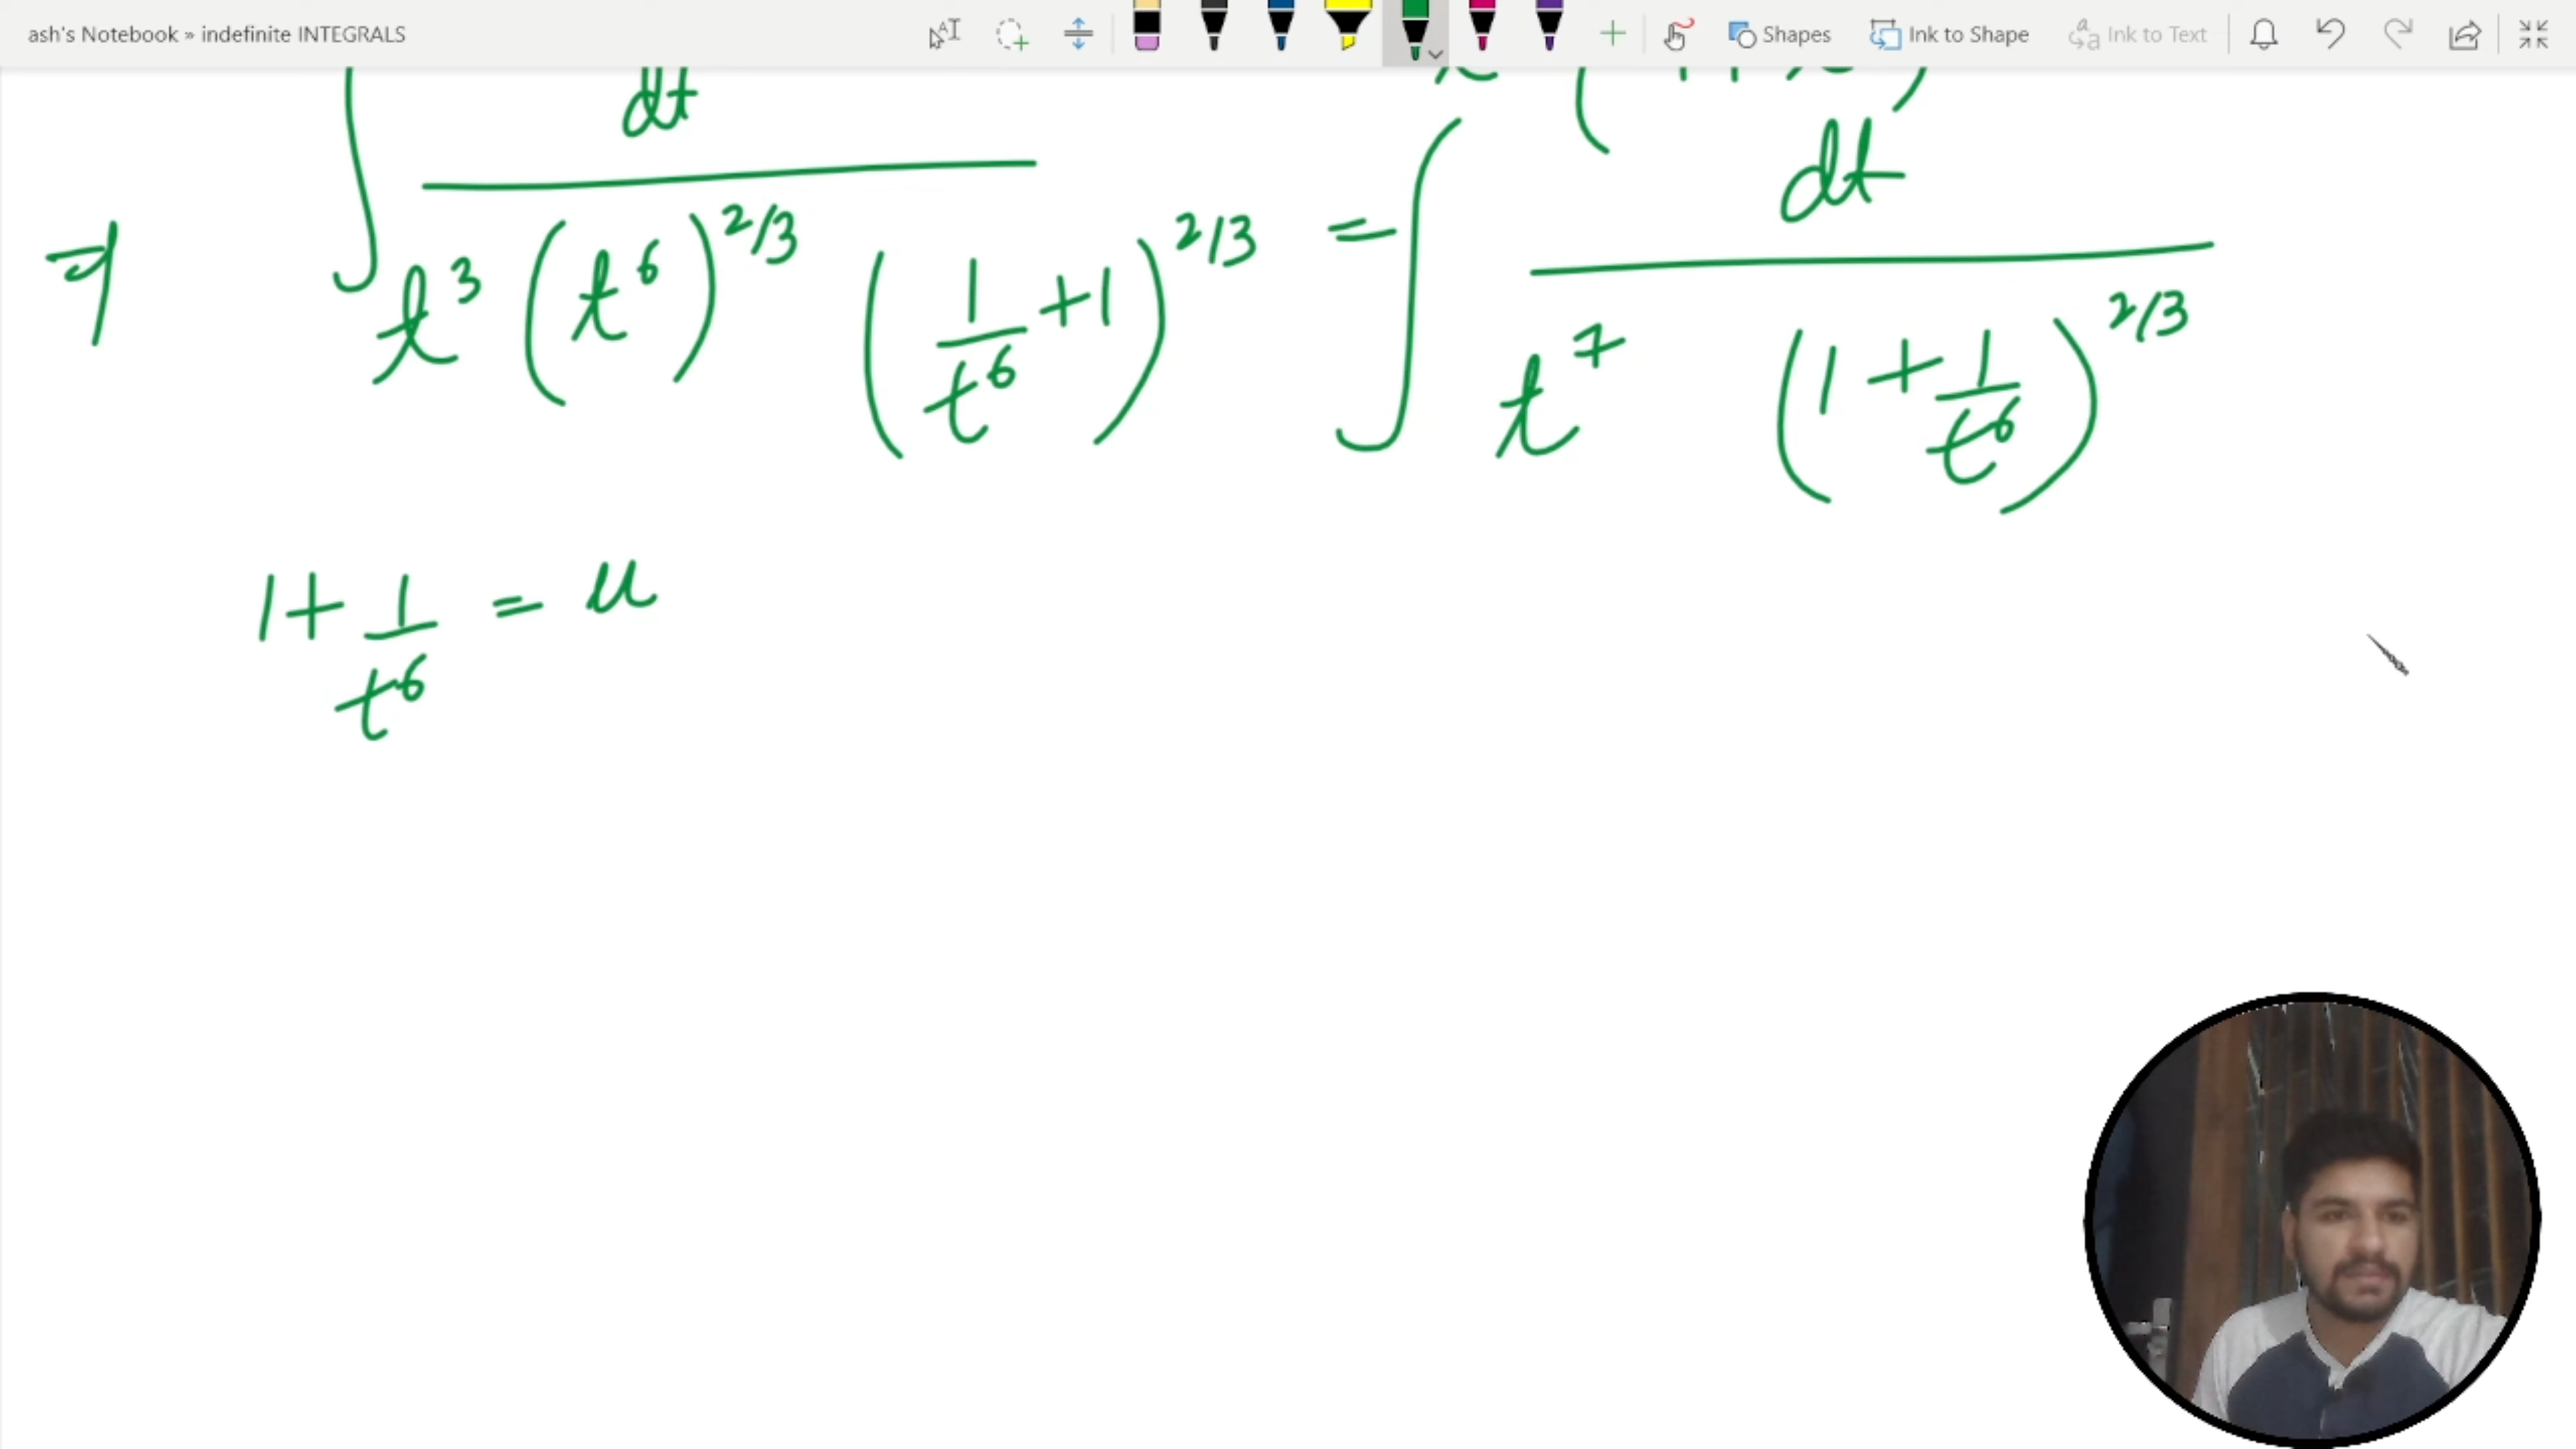 ash's Notebook » indefinite INTEGRALS
Shapes
Ink to Shape
Ink to Text
⇒ ∫ dt / t³ (t⁶)^2/3 (1/t⁶ + 1)^2/3 = ∫ dt / t⁷ (1 + 1/t⁶)^2/3
1 + 1/t⁶ = u